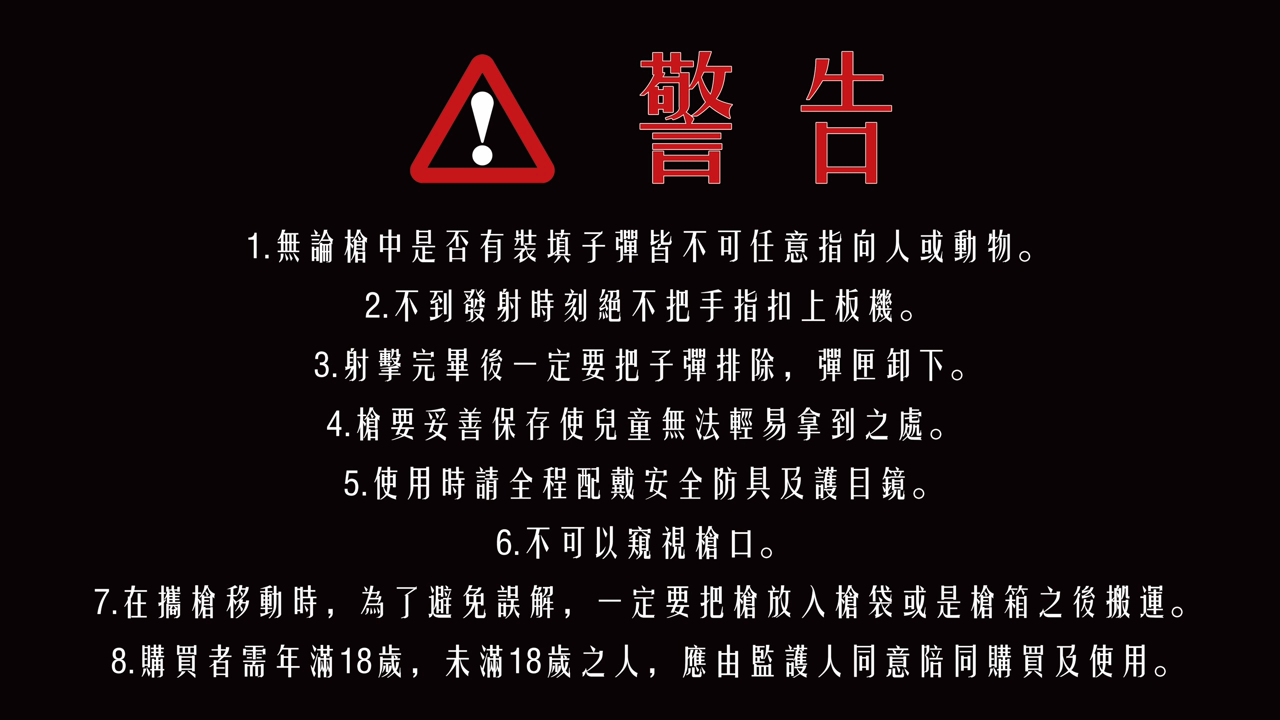 警告
1.無論槍中是否有裝填子彈皆不可任意指向人或動物。
2.不到發射時刻絕不把手指扣上板機。
3.射擊完畢後一定要把子彈排除，彈匣卸下。
4.槍要妥善保存使兒童無法輕易拿到之處。
5.使用時請全程配戴安全防具及護目鏡。
6.不可以窺視槍口。
7.在攜槍移動時，為了避免誤解，一定要把槍放入槍袋或是槍箱之後搬運。
8.購買者需年滿18歲，未滿18歲之人，應由監護人同意陪同購買及使用。